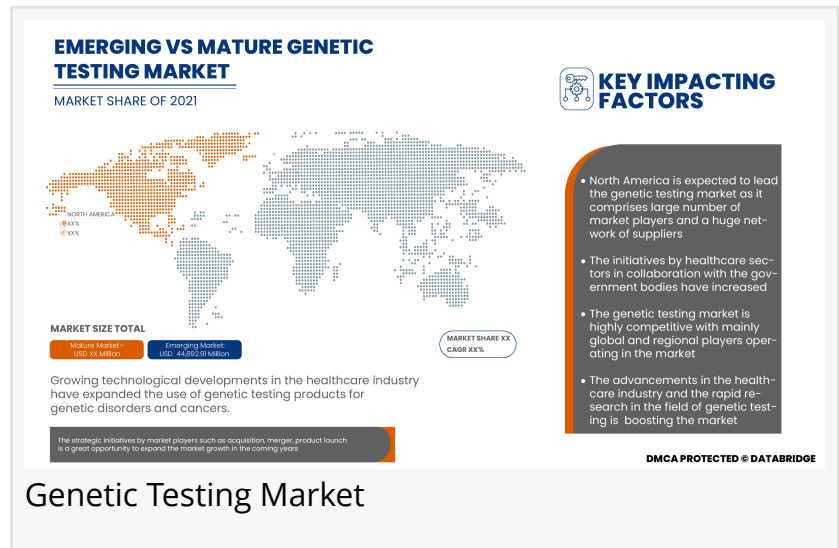 EMERGING VS MATURE GENETIC
TESTING MARKET
MARKET SHARE OF 2021
NORTH AMERICA
XX%
XX%
MARKET SIZE TOTAL
Mature Market:-
USD XX Million
Emerging Market:
USD 44,892.91 Million
MARKET SHARE XX
CAGR XX%
Growing technological developments in the healthcare industry
have expanded the use of genetic testing products for
genetic disorders and cancers.
The strategic initiatives by market players such as acquisition, merger, product launch
is a great opportunity to expand the market growth in the coming years
KEY IMPACTING
FACTORS
• North America is expected to lead
the genetic testing market as it
comprises large number of
market players and a huge net-
work of suppliers
• The initiatives by healthcare sec-
tors in collaboration with the gov-
ernment bodies have increased
• The genetic testing market is
highly competitive with mainly
global and regional players oper-
ating in the market
• The advancements in the health-
care industry and the rapid re-
search in the field of genetic test-
ing is boosting the market
DMCA PROTECTED © DATABRIDGE
Genetic Testing Market